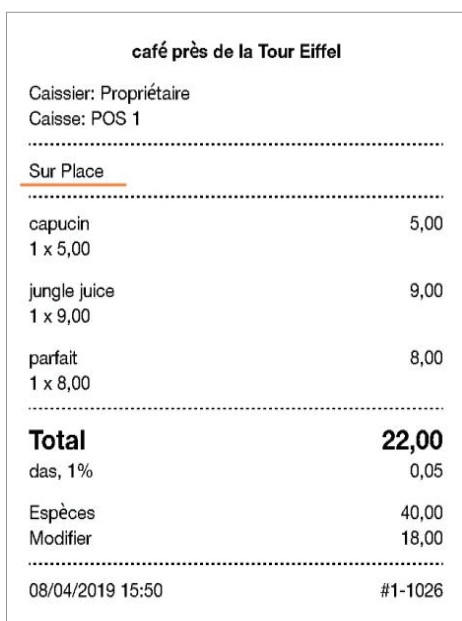 café près de la Tour Eiffel
Caissier: Propriétaire
Caisse: POS 1
Sur Place
capucin 5,00
1 x 5,00
jungle juice 9,00
1 x 9,00
parfait 8,00
1 x 8,00
Total 22,00
das, 1% 0,05
Espèces 40,00
Modifier 18,00
08/04/2019 15:50 #1-1026